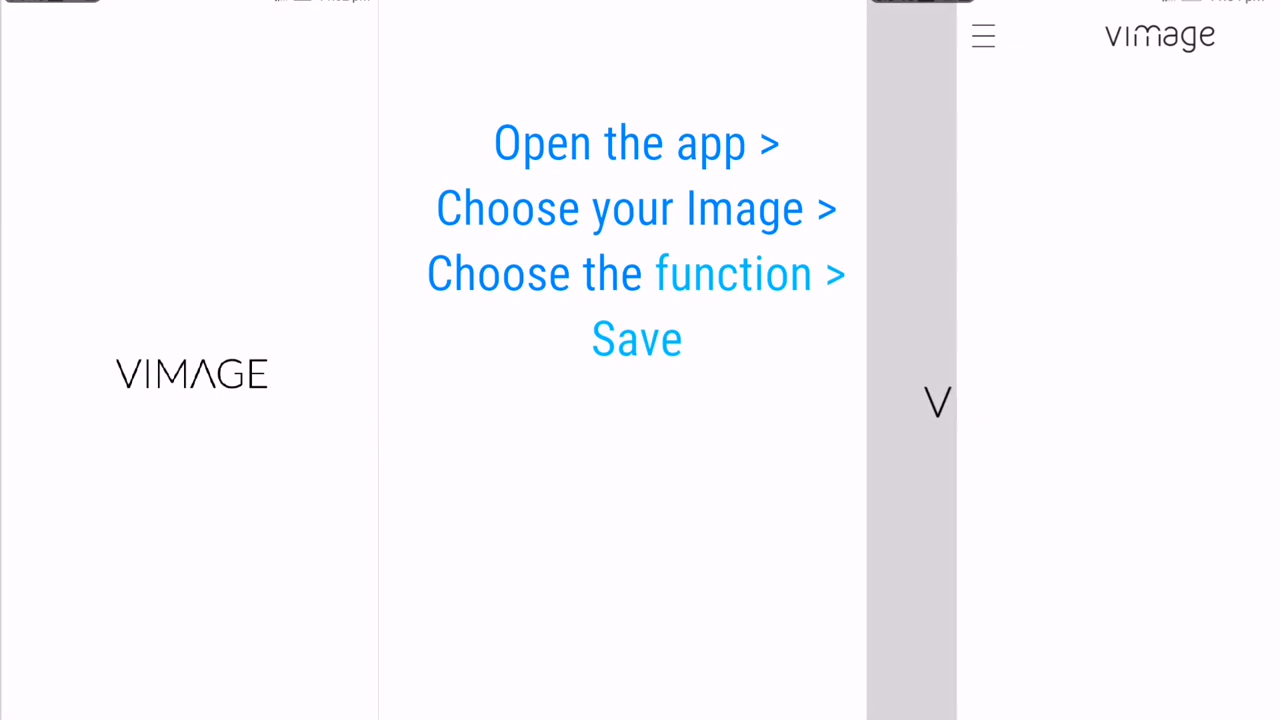 VIMAGE
Open the app >
Choose your Image >
Choose the function >
Save
V
vimage